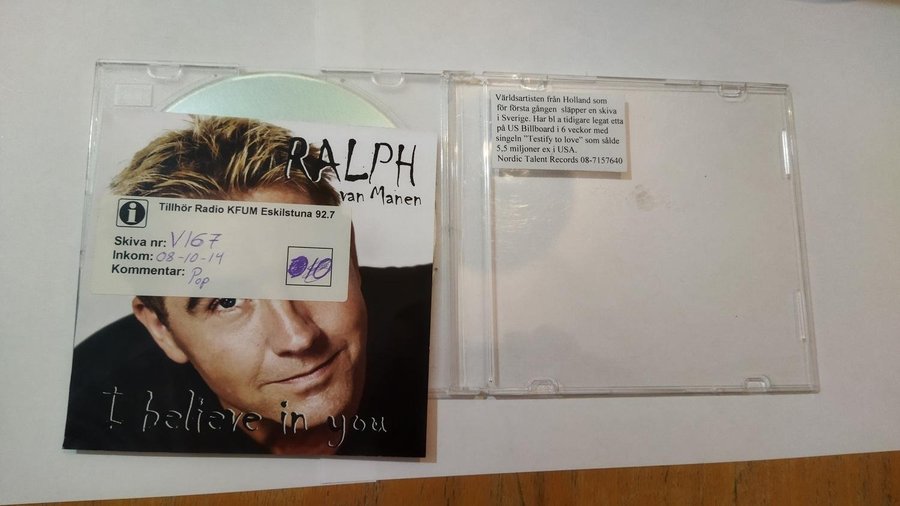 RALPH
van Manen
i
Tillhör Radio KFUM Eskilstuna 92.7
Skiva nr: V167
Inkom: 08-10-14
Kommentar: Pop
I believe in you
Världsartisten från Holland som
för första gången släpper en skiva
i Sverige. Har bl a tidigare legat etta
på US Billboard i 6 veckor med
singeln "Testify to love" som sålde
5,5 miljoner ex i USA.
Nordic Talent Records 08-7157640